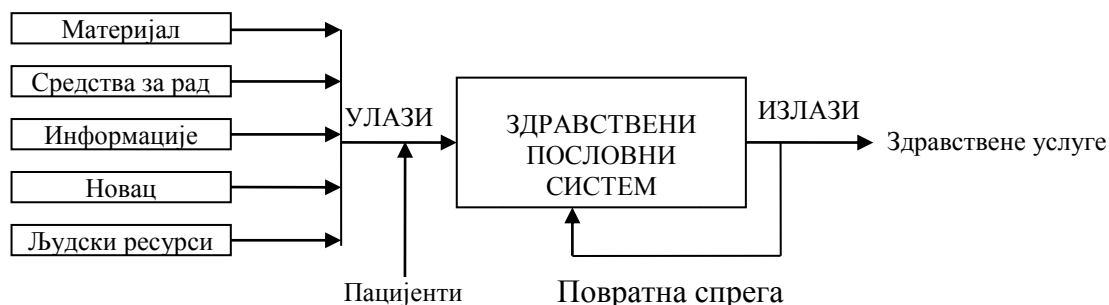 Материјал
Средства за рад
Информације
Новац
Људски ресурси
УЛАЗИ
Пацијенти
ЗДРАВСТВЕНИ
ПОСЛОВНИ
СИСТЕМ
ИЗЛАЗИ
Здравствене услуге
Повратна спрега